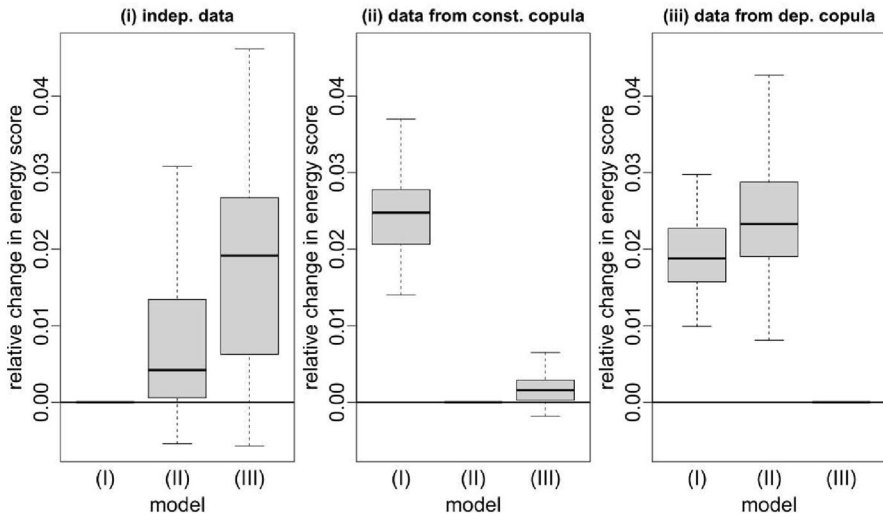 (i) indep. data
relative change in energy score
0.04
0.03
0.02
0.01
0.00
(I) (II) (III)
model
(ii) data from const. copula
relative change in energy score
0.04
0.03
0.02
0.01
0.00
(I) (II) (III)
model
(iii) data from dep. copula
relative change in energy score
0.04
0.03
0.02
0.01
0.00
(I) (II) (III)
model